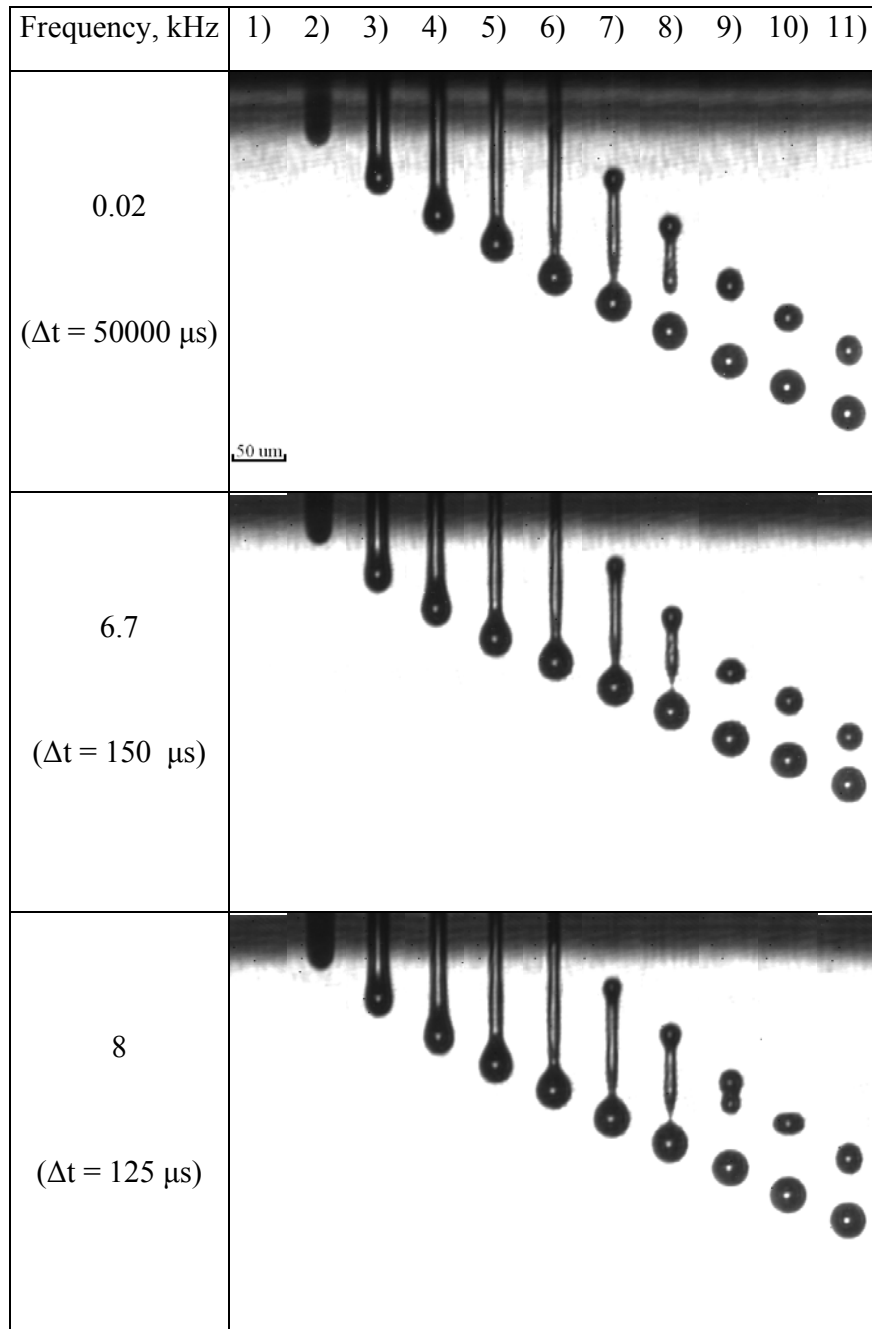 Frequency, kHz 1) 2) 3) 4) 5) 6) 7) 8) 9) 10) 11)
0.02
(Δt = 50000 μs)
50 um
6.7
(Δt = 150 μs)
8
(Δt = 125 μs)